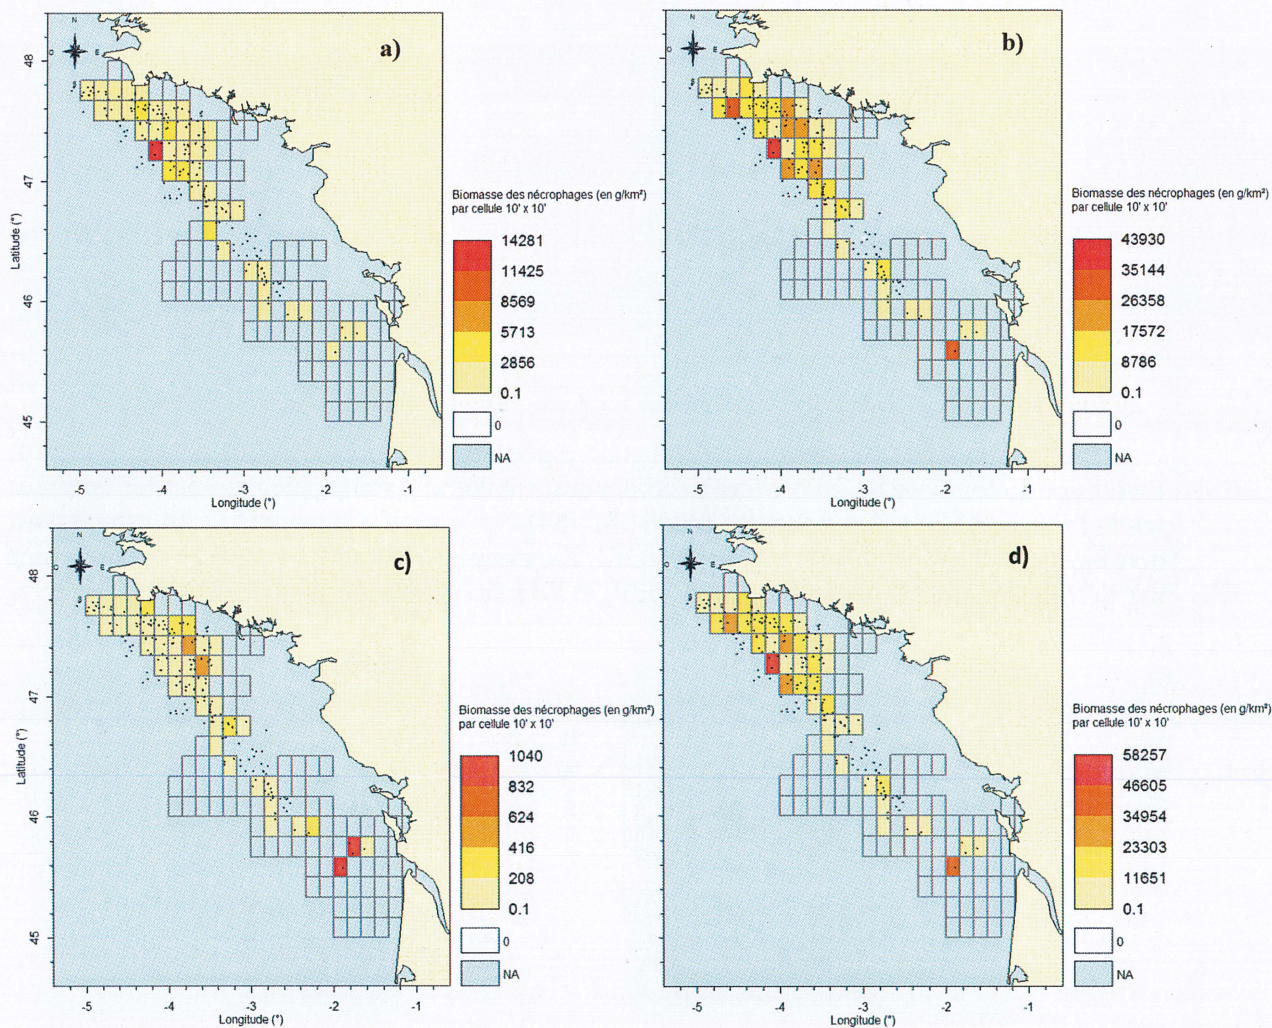 a)
N
O
E
S
48
47
46
45
Latitude (°)
-5
-4
-3
-2
-1
Longitude (°)
Biomasse des nécrophages (en g/km²)
par cellule 10' x 10'
14281
11425
8569
5713
2856
0.1
0
NA
b)
N
O
E
S
-5
-4
-3
-2
-1
Longitude (°)
Biomasse des nécrophages (en g/km²)
par cellule 10' x 10'
43930
35144
26358
17572
8786
0.1
0
NA
c)
N
O
E
S
48
47
46
45
Latitude (°)
-5
-4
-3
-2
-1
Longitude (°)
Biomasse des nécrophages (en g/km²)
par cellule 10' x 10'
1040
832
624
416
208
0.1
0
NA
d)
N
O
E
S
-5
-4
-3
-2
-1
Longitude (°)
Biomasse des nécrophages (en g/km²)
par cellule 10' x 10'
58257
46605
34954
23303
11651
0.1
0
NA